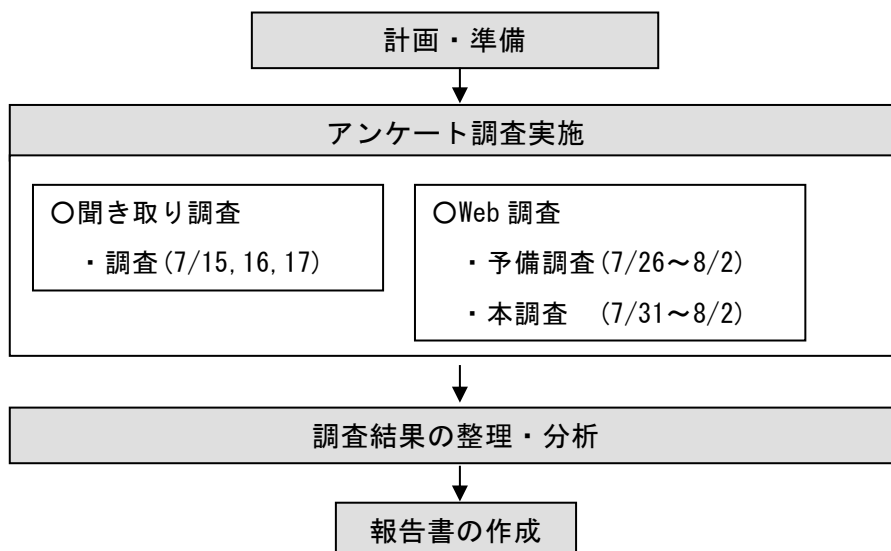 計画・準備
アンケート調査実施
〇聞き取り調査
・調査(7/15, 16, 17)
〇Web 調査
・予備調査(7/26～8/2)
・本調査　(7/31～8/2)
調査結果の整理・分析
報告書の作成